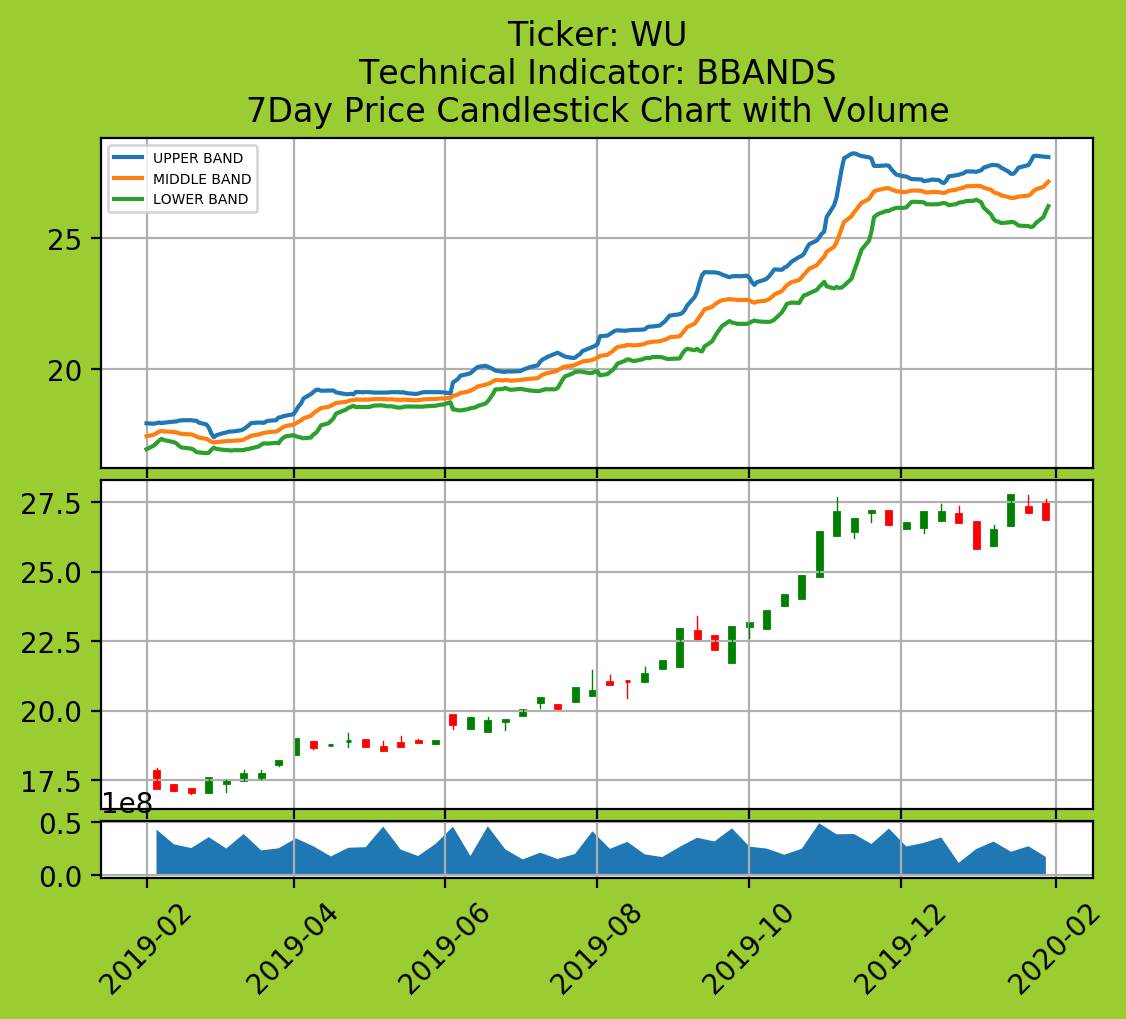 Ticker: WU
Technical Indicator: BBANDS
7Day Price Candlestick Chart with Volume
UPPER BAND
MIDDLE BAND
LOWER BAND
25
20
27.5
25.0
22.5
20.0
17.5
1e8
0.5
0.0
2019-02
2019-04
2019-06
2019-08
2019-10
2019-12
2020-02